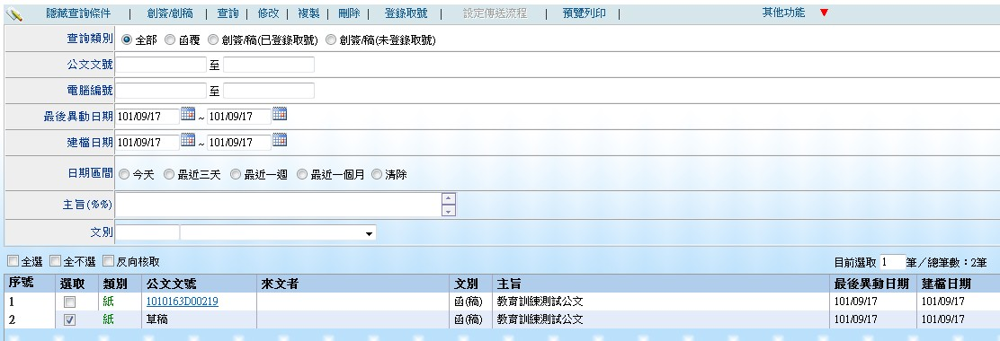 隱藏查詢條件 | 創簽/創稿 | 查詢 | 修改 | 複製 | 刪除 | 登錄取號 | 設定傳送流程 | 預覽列印 | 其他功能 ▼
查詢類別 全部 函覆 創簽/稿(已登錄取號) 創簽/稿(未登錄取號)
公文文號 至
電腦編號 至
最後異動日期 101/09/17 ~ 101/09/17
建檔日期 101/09/17 ~ 101/09/17
日期區間 今天 最近三天 最近一週 最近一個月 清除
主旨(%%)
文別
全選 全不選 反向核取 目前選取 1 筆／總筆數：2筆
序號 選取 類別 公文文號 來文者 文別 主旨 最後異動日期 建檔日期
1 紙 1010163D00219 函(稿) 教育訓練測試公文 101/09/17 101/09/17
2 紙 草稿 函(稿) 教育訓練測試公文 101/09/17 101/09/17